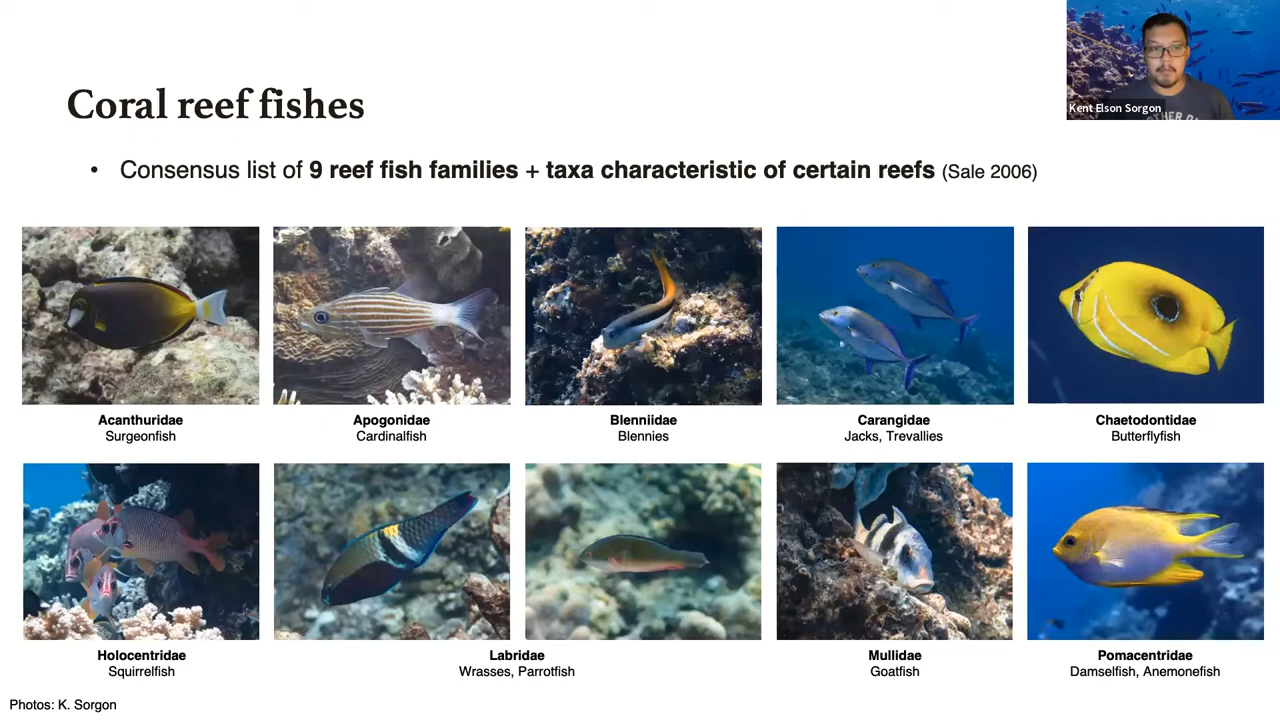 Kent Elson Sorgon
Coral reef fishes
• Consensus list of 9 reef fish families + taxa characteristic of certain reefs (Sale 2006)
Acanthuridae
Surgeonfish
Apogonidae
Cardinalfish
Blenniidae
Blennies
Carangidae
Jacks, Trevallies
Chaetodontidae
Butterflyfish
Holocentridae
Squirrelfish
Labridae
Wrasses, Parrotfish
Mullidae
Goatfish
Pomacentridae
Damselfish, Anemonefish
Photos: K. Sorgon